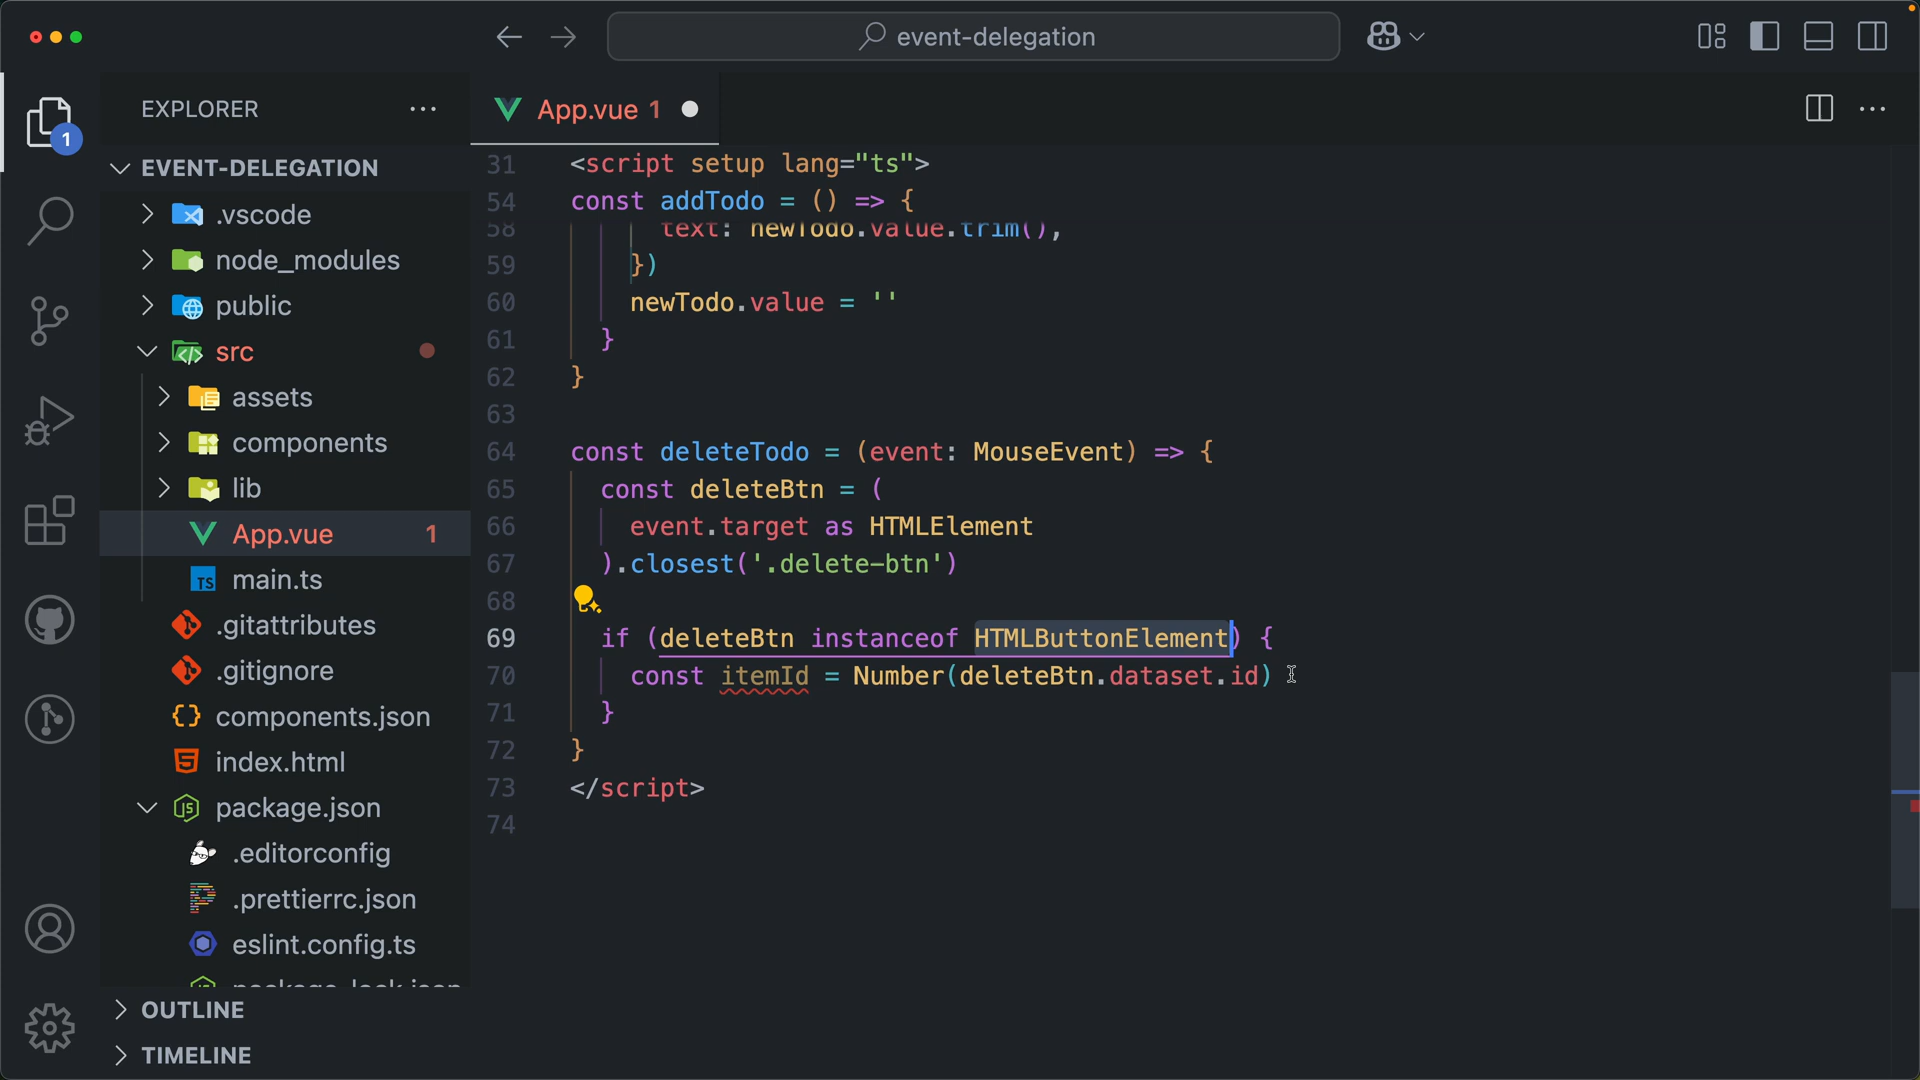 event-delegation
EXPLORER
App.vue 1
1
EVENT-DELEGATION
.vscode
node_modules
public
src
assets
components
lib
App.vue 1
main.ts
.gitattributes
.gitignore
components.json
index.html
package.json
.editorconfig
.prettierrc.json
eslint.config.ts
package-lock.json
OUTLINE
TIMELINE
31 <script setup lang="ts">
54 const addTodo = () => {
58 text: newTodo.value.trim(),
59 })
60 newTodo.value = ''
61 }
62 }
63
64 const deleteTodo = (event: MouseEvent) => {
65 const deleteBtn = (
66 event.target as HTMLElement
67 ).closest('.delete-btn')
68
69 if (deleteBtn instanceof HTMLButtonElement) {
70 const itemId = Number(deleteBtn.dataset.id)
71 }
72 }
73 </script>
74